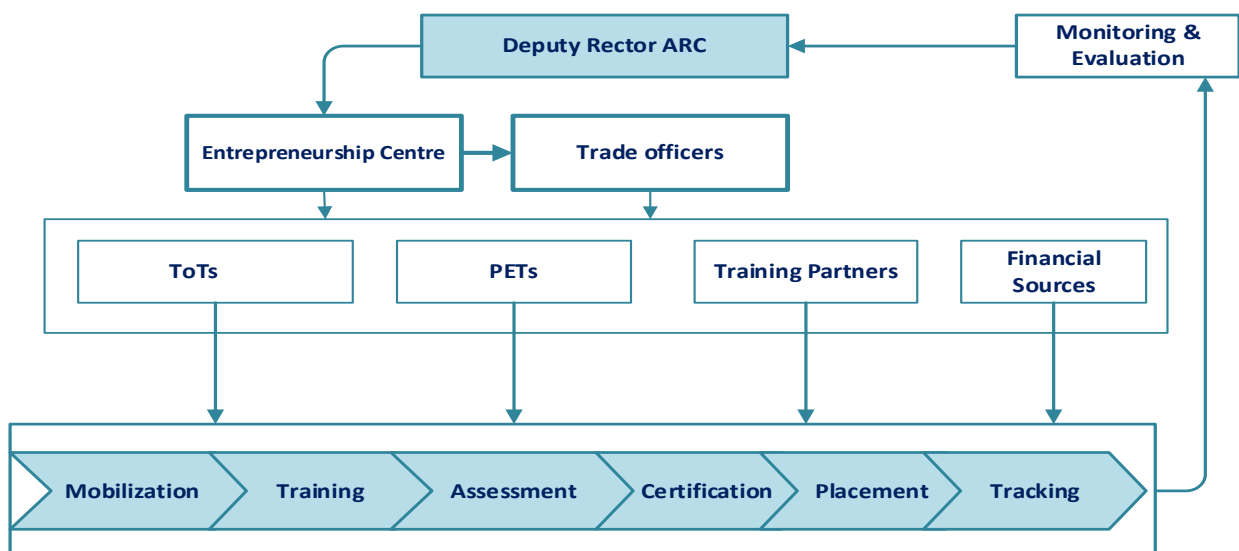 Deputy Rector ARC
Monitoring &
Evaluation
Entrepreneurship Centre
Trade officers
ToTs
PETs
Training Partners
Financial
Sources
Mobilization
Training
Assessment
Certification
Placement
Tracking